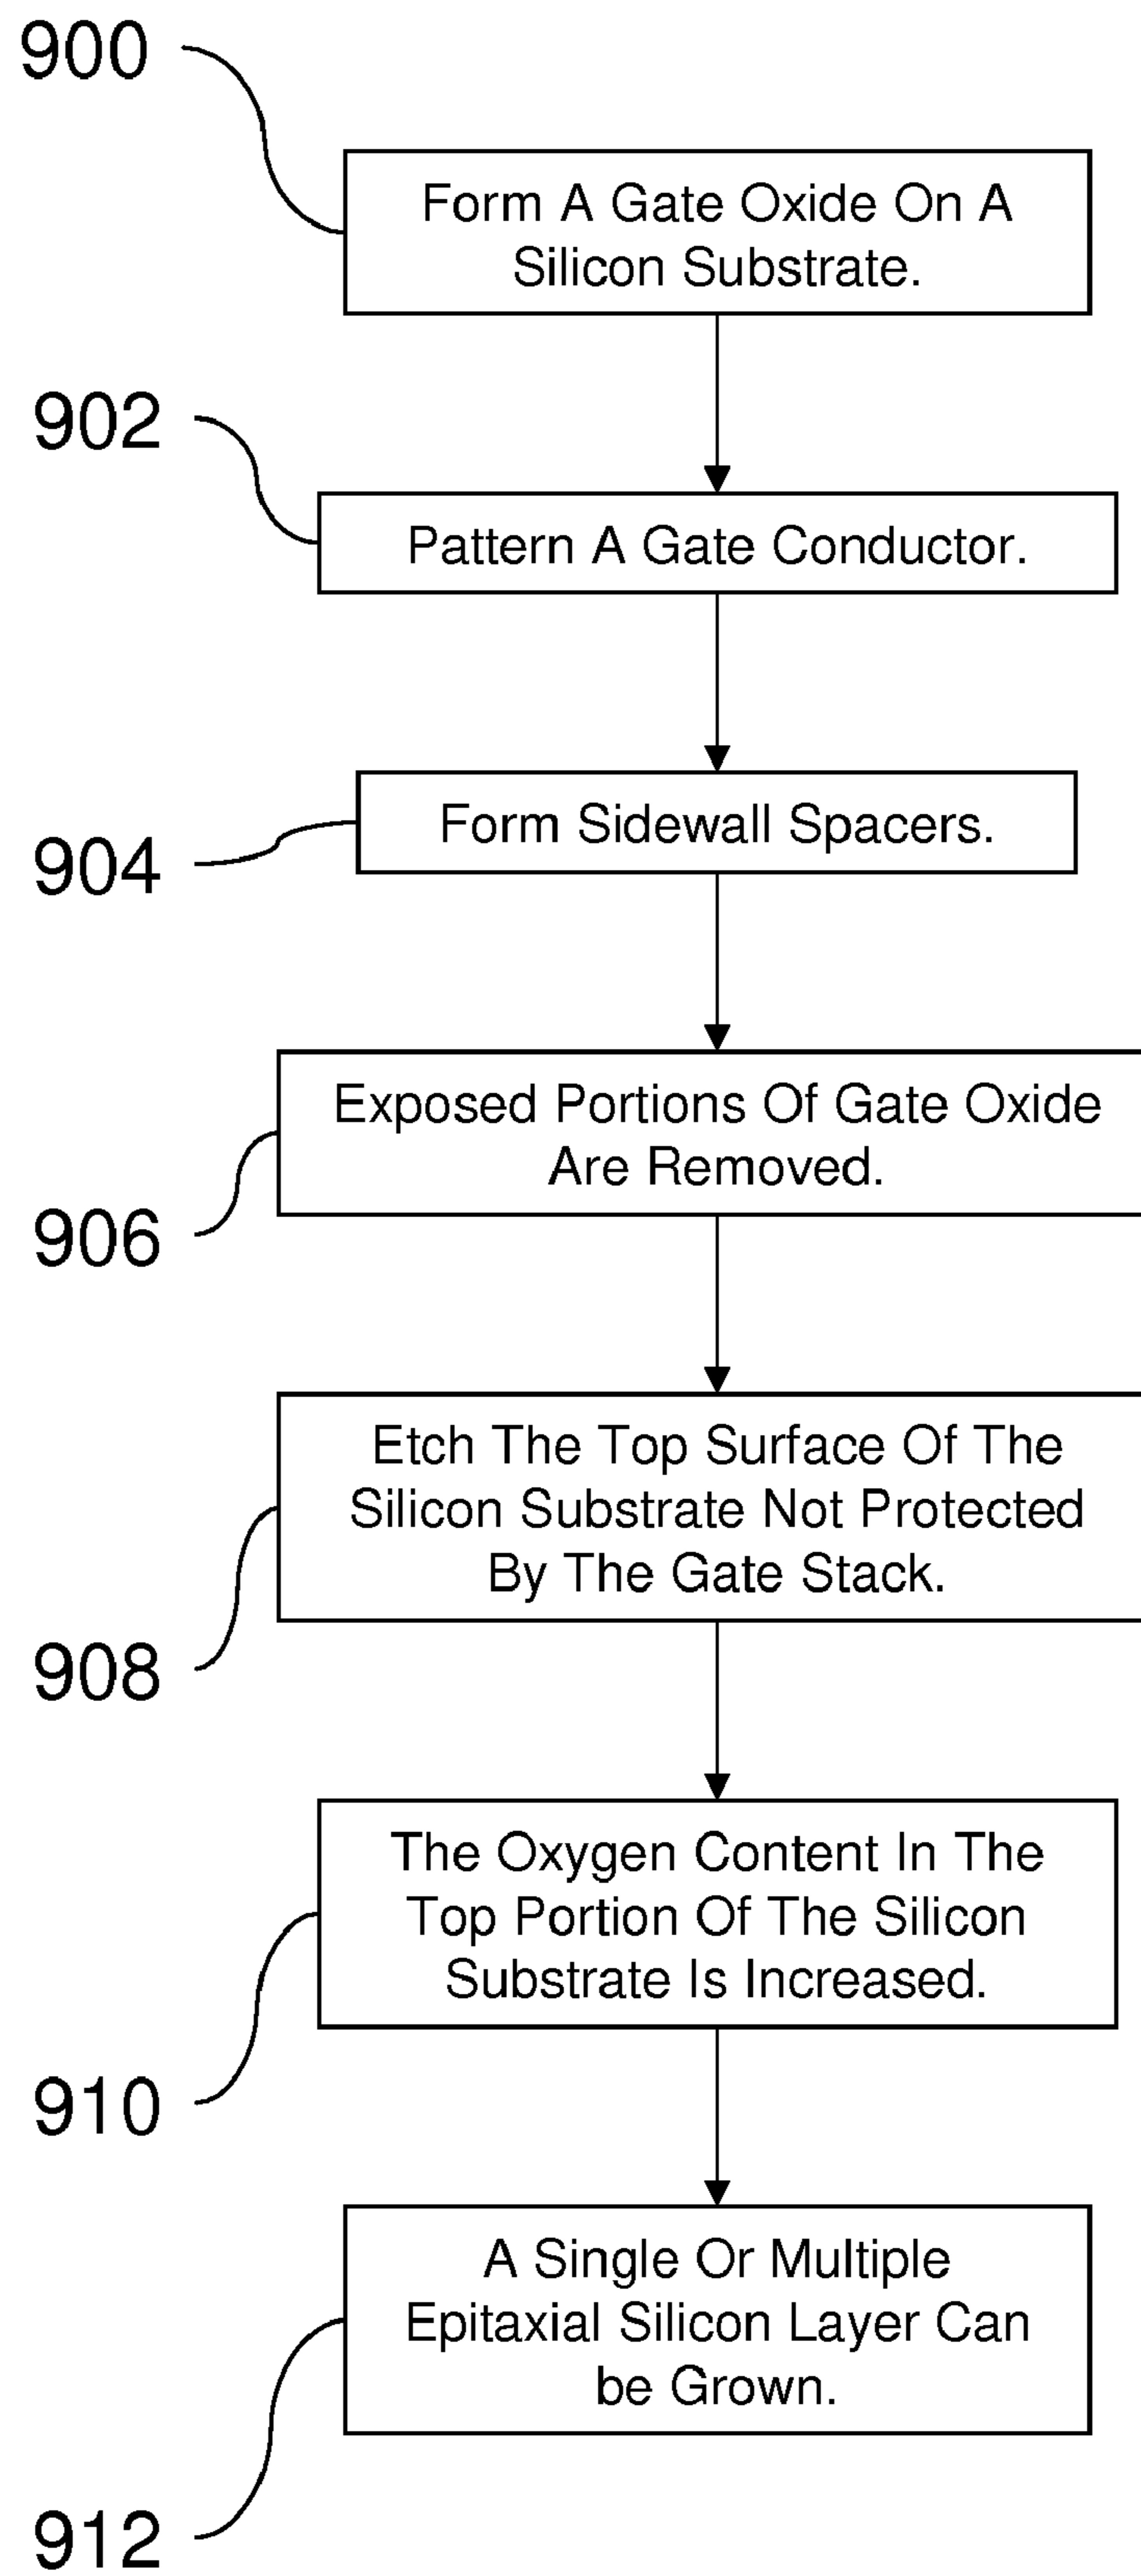 900
Form A Gate Oxide On A
Silicon Substrate.
902
Pattern A Gate Conductor.
Form Sidewall Spacers.
904
Exposed Portions Of Gate Oxide
Are Removed.
906
Etch The Top Surface Of The
Silicon Substrate Not Protected
By The Gate Stack.
908
The Oxygen Content In The
Top Portion Of The Silicon
Substrate Is Increased.
910
A Single Or Multiple
Epitaxial Silicon Layer Can
be Grown.
912